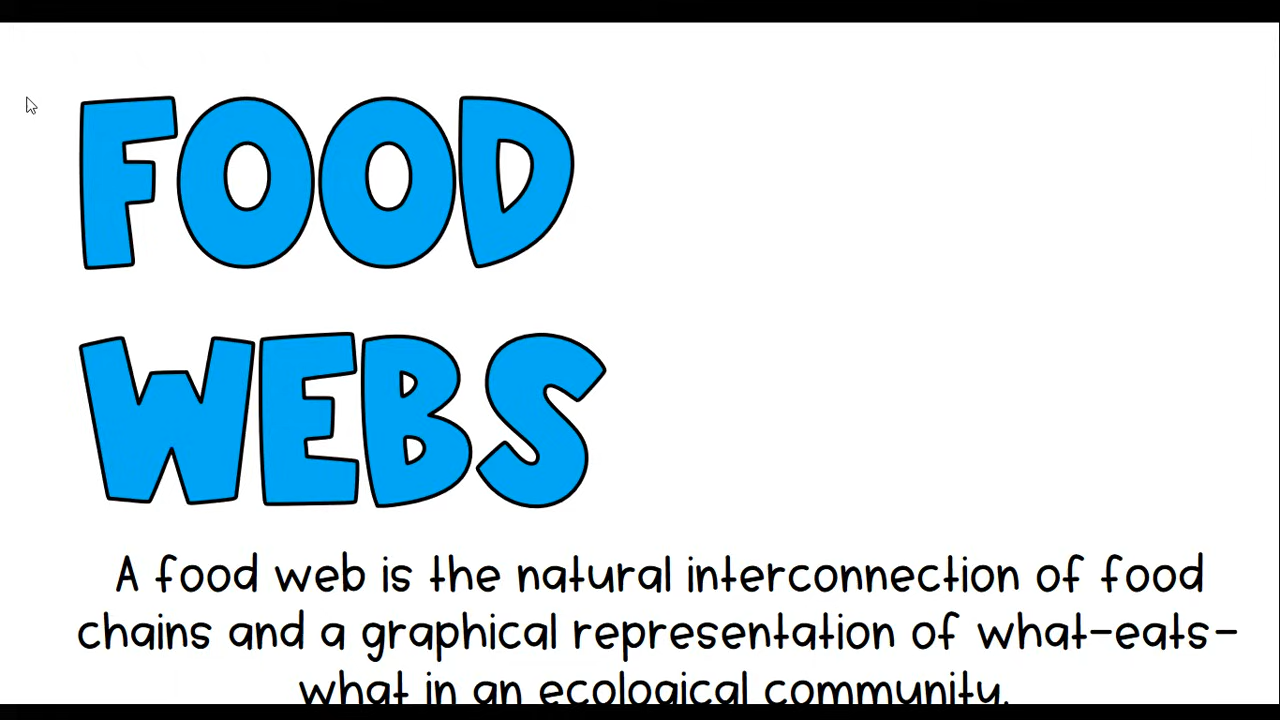 FOOD
WEBS
A food web is the natural interconnection of food
chains and a graphical representation of what-eats-
what in an ecological community.